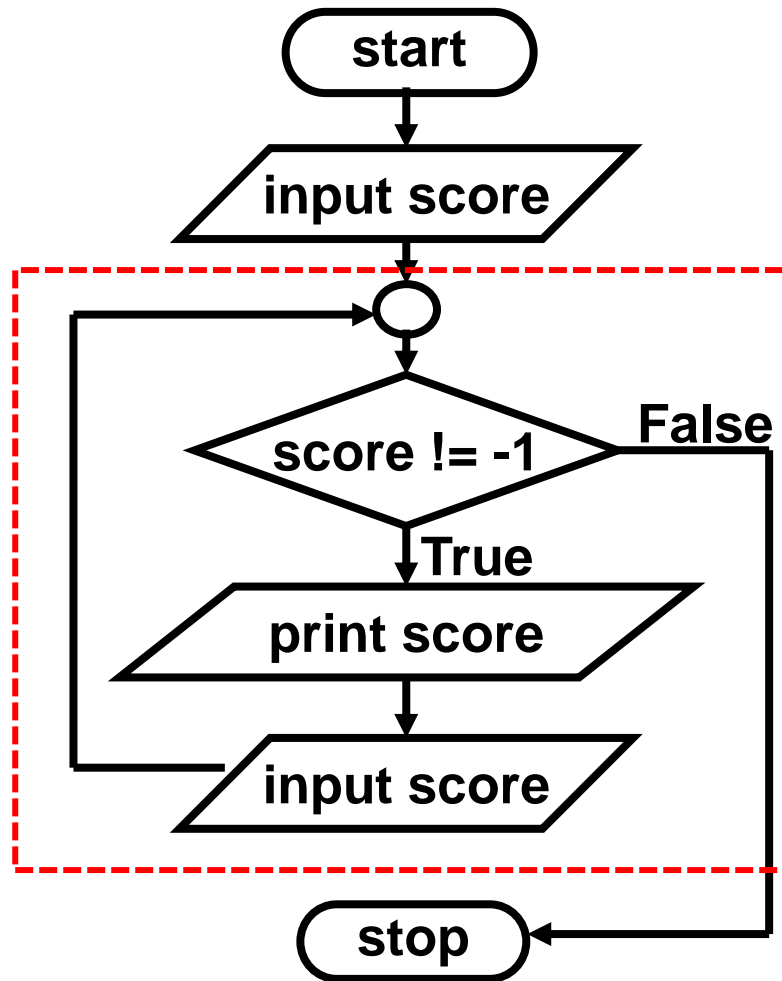 start
input score
score != -1
False
True
print score
input score
stop